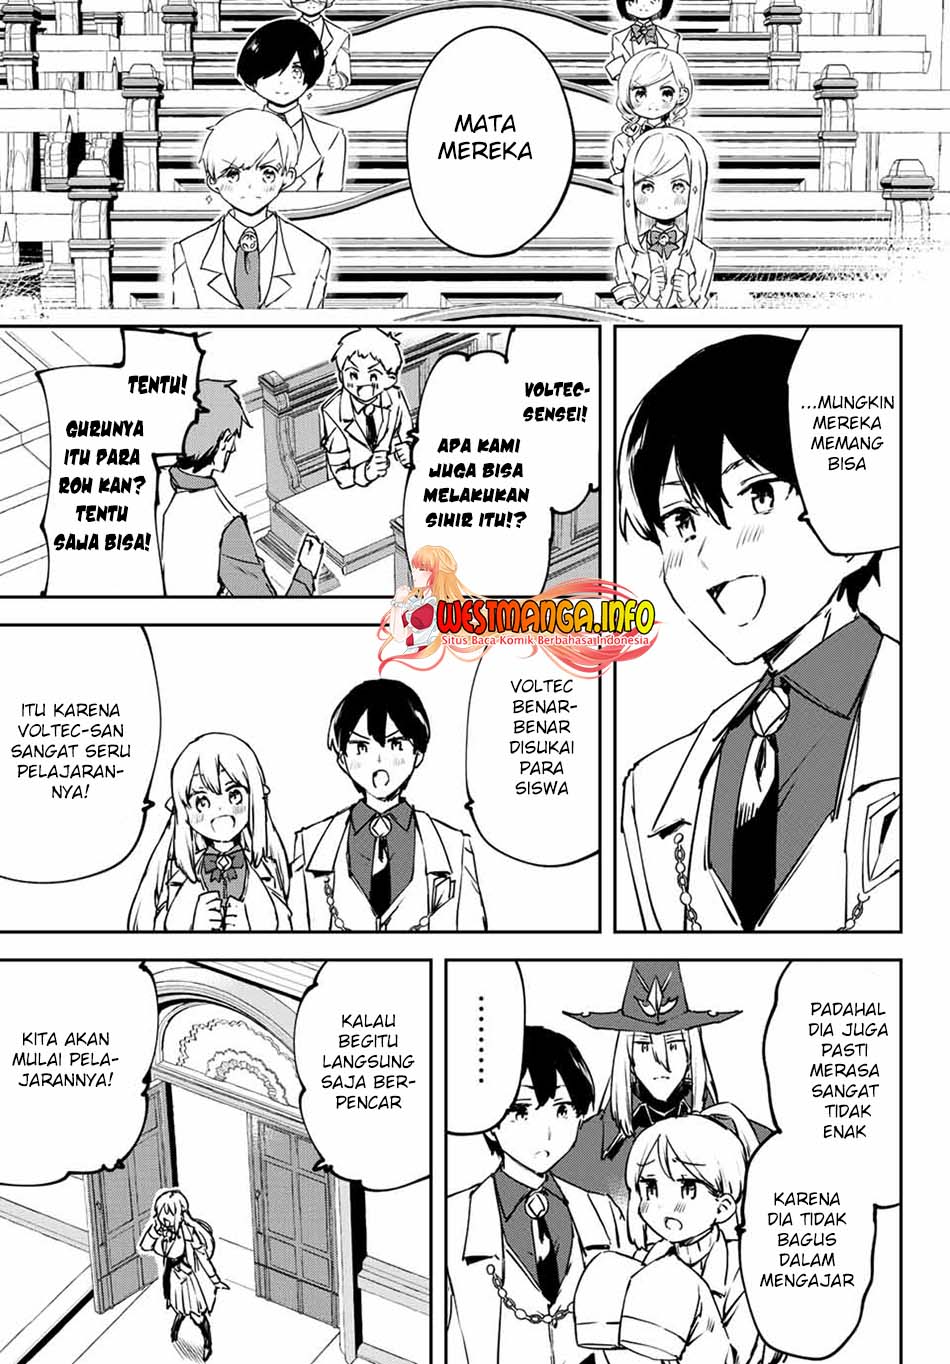 MATA
MEREKA
...MUNGKIN
MEREKA
MEMANG
BISA
VOLTEC-
SENSEI!
APA KAMI
JUGA BISA
MELAKUKAN
SIHIR ITU!?
TENTU!
GURUNYA
ITU PARA
ROH KAN?
TENTU
SAJA BISA!
WESTMANGA.INFO
Situs Baca Komik Berbahasa Indonesia
VOLTEC
BENAR-
BENAR
DISUKAI
PARA
SISWA
ITU KARENA
VOLTEC-SAN
SANGAT SERU
PELAJARAN-
NYA!
PADAHAL
DIA JUGA
PASTI
MERASA
SANGAT
TIDAK
ENAK
KARENA
DIA TIDAK
BAGUS
DALAM
MENGAJAR
........
KALAU
BEGITU
LANGSUNG
SAJA BER-
PENCAR
KITA AKAN
MULAI PELA-
JARANNYA!